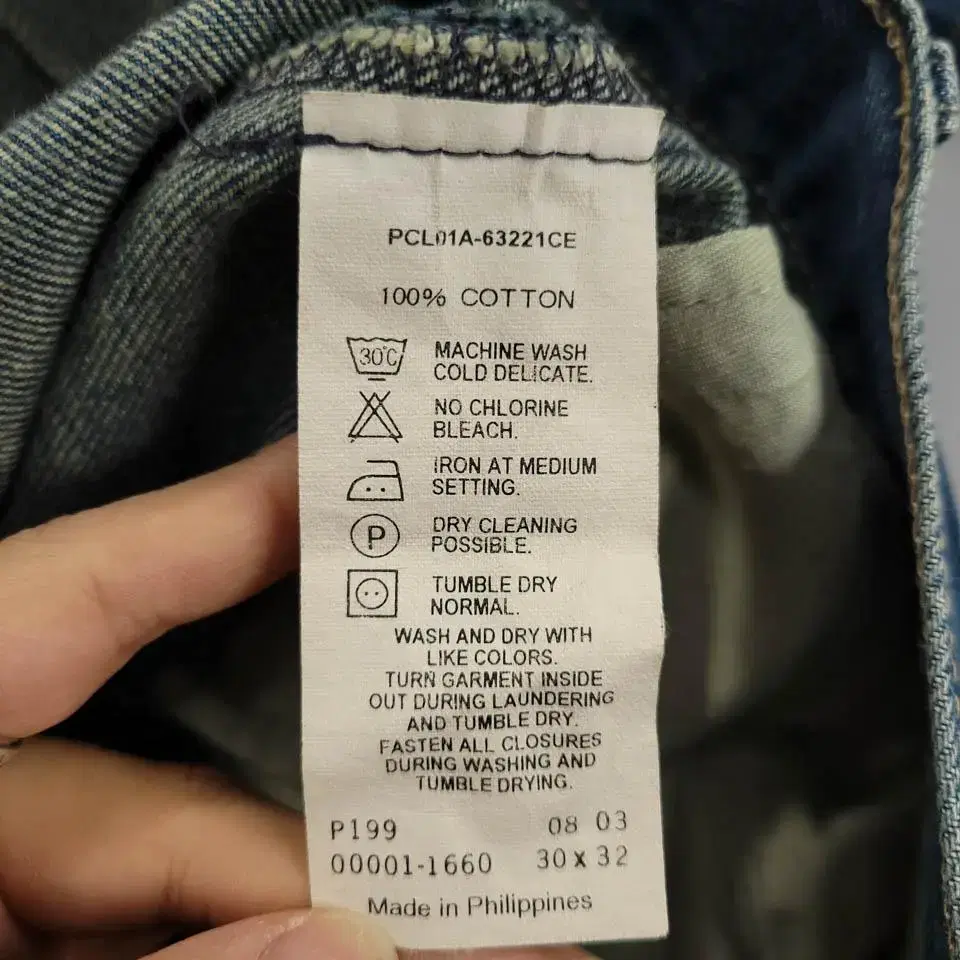 PCL01A-63221CE
100% COTTON
30°C MACHINE WASH
COLD DELICATE.
NO CHLORINE
BLEACH.
IRON AT MEDIUM
SETTING.
P DRY CLEANING
POSSIBLE.
TUMBLE DRY
NORMAL.
WASH AND DRY WITH
LIKE COLORS.
TURN GARMENT INSIDE
OUT DURING LAUNDERING
AND TUMBLE DRY.
FASTEN ALL CLOSURES
DURING WASHING AND
TUMBLE DRYING.
P199 08 03
00001-1660 30 x 32
Made in Philippines